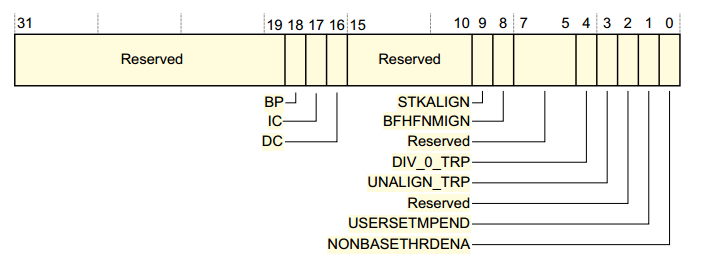 31 19 18 17 16 15 10 9 8 7 5 4 3 2 1 0
Reserved Reserved
BP STKALIGN
IC BFHFNMIGN
DC Reserved
DIV_0_TRP
UNALIGN_TRP
Reserved
USERSETMPEND
NONBASETHRDENA